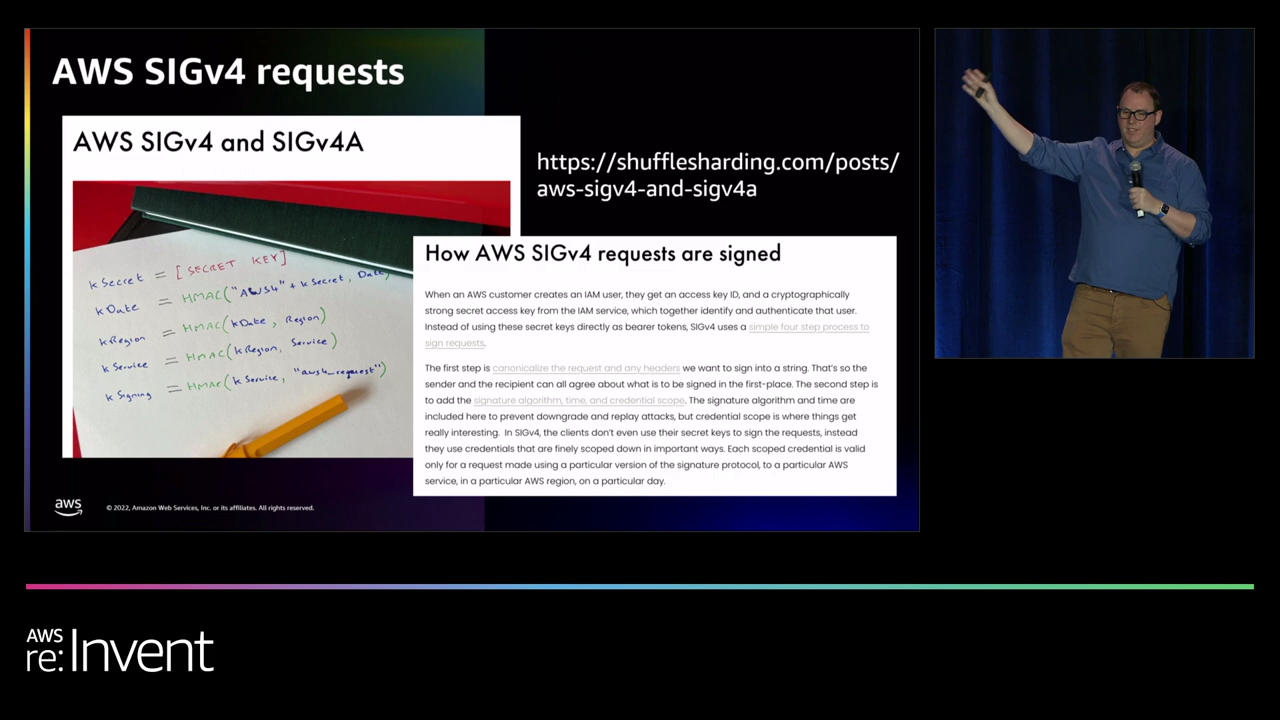 AWS SIGv4 requests
AWS SIGv4 and SIGv4A
k Secret = [SECRET KEY]
k Date = HMAC("AWS4" + k Secret, Date)
k Region = HMAC(k Date, Region)
k Service = HMAC(k Region, Service)
k Signing = HMAC(k Service, "aws4_request")
https://shufflesharding.com/posts/
aws-sigv4-and-sigv4a
How AWS SIGv4 requests are signed
When an AWS customer creates an IAM user, they get an access key ID, and a cryptographically
strong secret access key from the IAM service, which together identify and authenticate that user.
Instead of using these secret keys directly as bearer tokens, SIGv4 uses a simple four step process to
sign requests.
The first step is canonicalize the request and any headers we want to sign into a string. That's so the
sender and the recipient can all agree about what is to be signed in the first-place. The second step is
to add the signature algorithm, time, and credential scope. The signature algorithm and time are
included here to prevent downgrade and replay attacks, but credential scope is where things get
really interesting. In SIGv4, the clients don't even use their secret keys to sign the requests, instead
they use credentials that are finely scoped down in important ways. Each scoped credential is valid
only for a request made using a particular version of the signature protocol, to a particular AWS
service, in a particular AWS region, on a particular day.
aws
© 2022, Amazon Web Services, Inc. or its affiliates. All rights reserved.
AWS
re:Invent